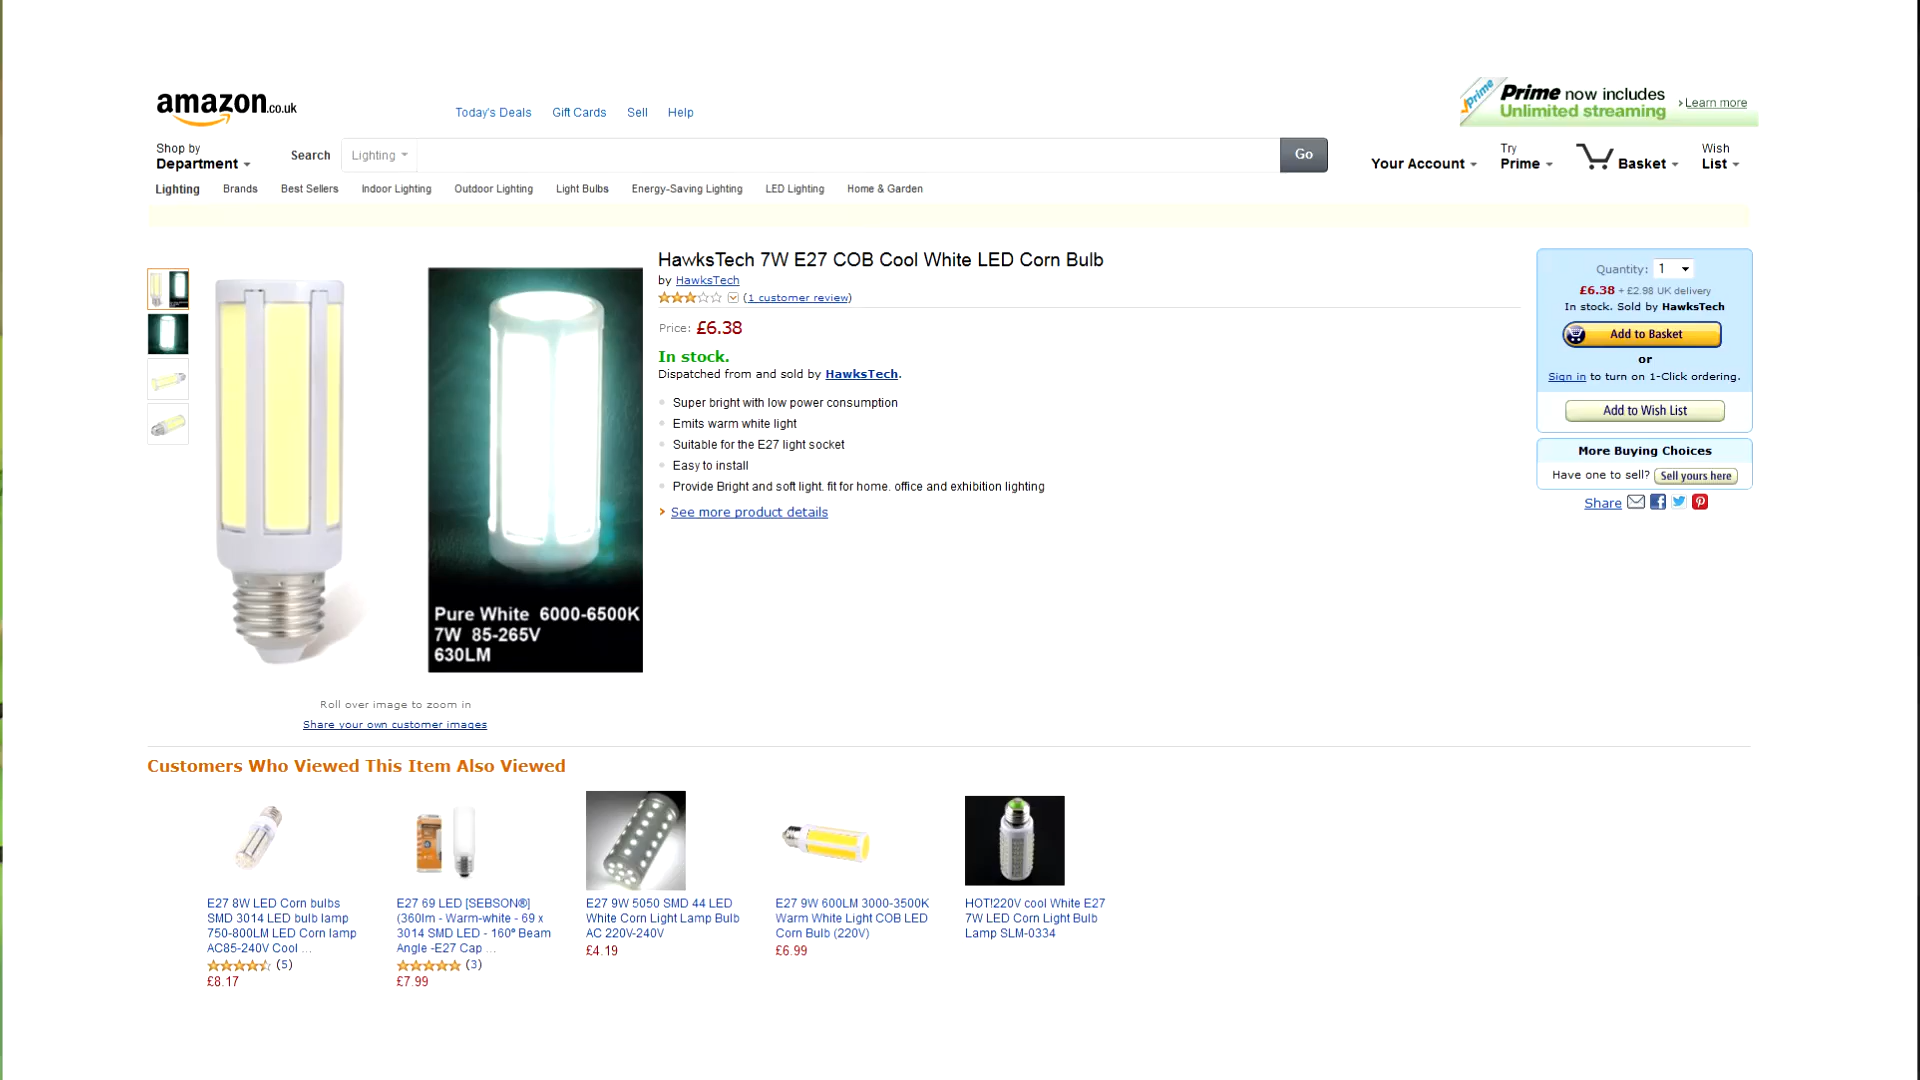 amazon.co.uk
Today's Deals Gift Cards Sell Help
Prime
Prime now includes
Unlimited streaming
› Learn more
Shop by
Department
Search Lighting Go
Your Account
Try
Prime
Basket
Wish
List
Lighting Brands Best Sellers Indoor Lighting Outdoor Lighting Light Bulbs Energy-Saving Lighting LED Lighting Home & Garden
Pure White 6000-6500K
7W 85-265V
630LM
Roll over image to zoom in
Share your own customer images
HawksTech 7W E27 COB Cool White LED Corn Bulb
by HawksTech
(1 customer review)
Price: £6.38
In stock.
Dispatched from and sold by HawksTech.
Super bright with low power consumption
Emits warm white light
Suitable for the E27 light socket
Easy to install
Provide Bright and soft light. fit for home. office and exhibition lighting
› See more product details
Quantity: 1
£6.38 + £2.98 UK delivery
In stock. Sold by HawksTech
Add to Basket
or
Sign in to turn on 1-Click ordering.
Add to Wish List
More Buying Choices
Have one to sell? Sell yours here
Share
Customers Who Viewed This Item Also Viewed
E27 8W LED Corn bulbs
SMD 3014 LED bulb lamp
750-800LM LED Corn lamp
AC85-240V Cool ...
(5)
£8.17
E27 69 LED [SEBSON®]
(360lm - Warm-white - 69 x
3014 SMD LED - 160° Beam
Angle -E27 Cap ...
(3)
£7.99
E27 9W 5050 SMD 44 LED
White Corn Light Lamp Bulb
AC 220V-240V
£4.19
E27 9W 600LM 3000-3500K
Warm White Light COB LED
Corn Bulb (220V)
£6.99
HOT!220V cool White E27
7W LED Corn Light Bulb
Lamp SLM-0334